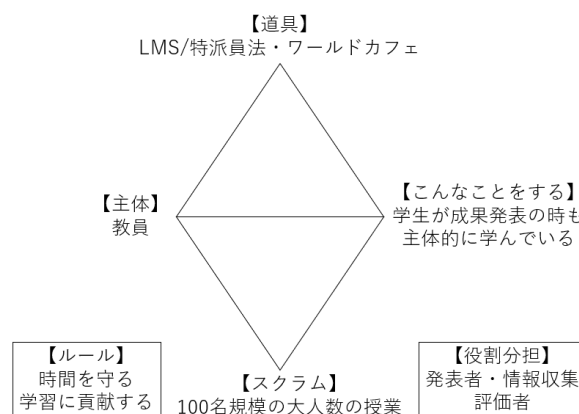 【道具】
LMS/特派員法・ワールドカフェ
【主体】
教員
【こんなことをする】
学生が成果発表の時も
主体的に学んでいる
【ルール】
時間を守る
学習に貢献する
【スクラム】
100名規模の大人数の授業
【役割分担】
発表者・情報収集
評価者